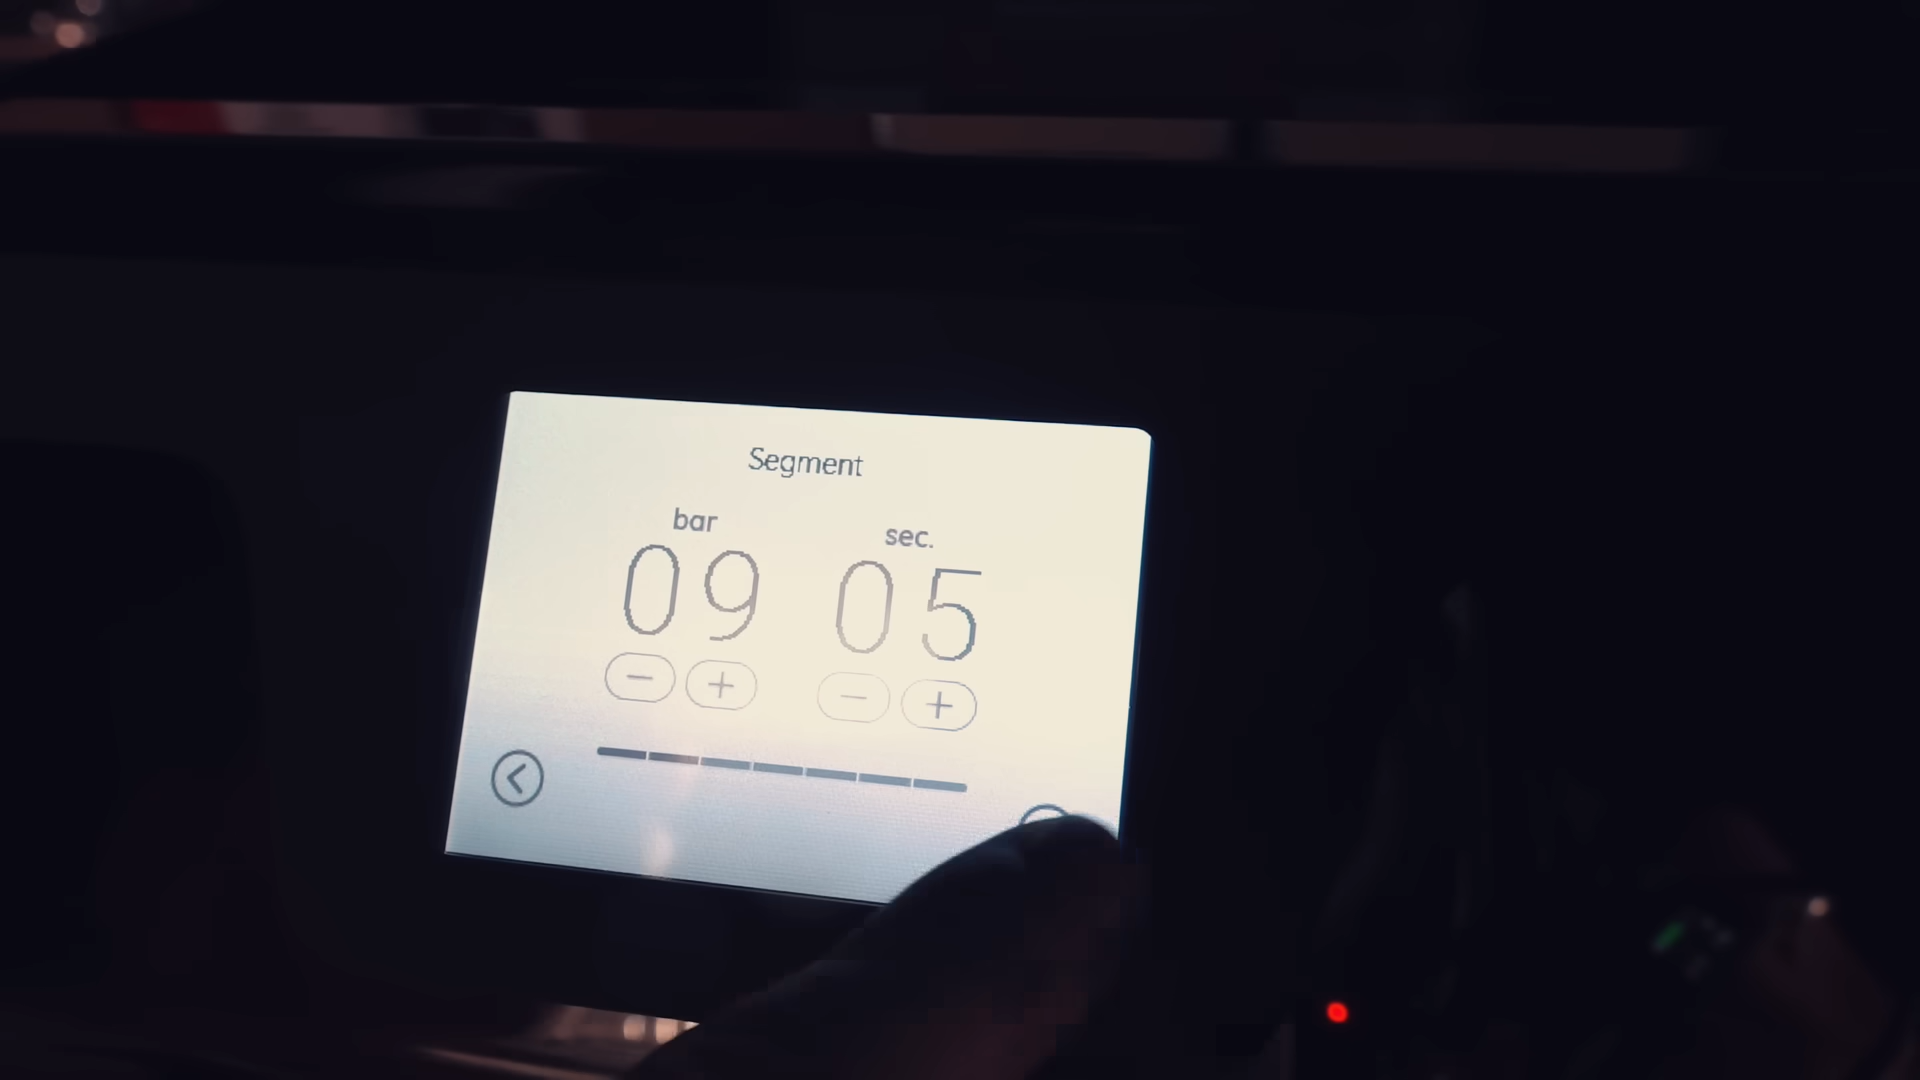 Segment
bar sec.
09 05
− + − +